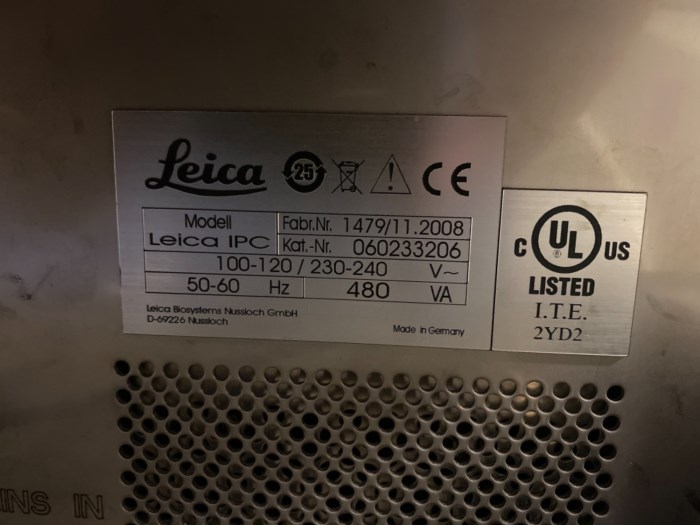 Leica 25 CE
Modell Fabr.Nr. 1479/11.2008
Leica IPC Kat.-Nr. 060233206
100-120 / 230-240 V~
50-60 Hz 480 VA
Leica Biosystems Nussloch GmbH
D-69226 Nussloch
Made in Germany
C UL ® US
LISTED
I.T.E.
2YD2
INS IN